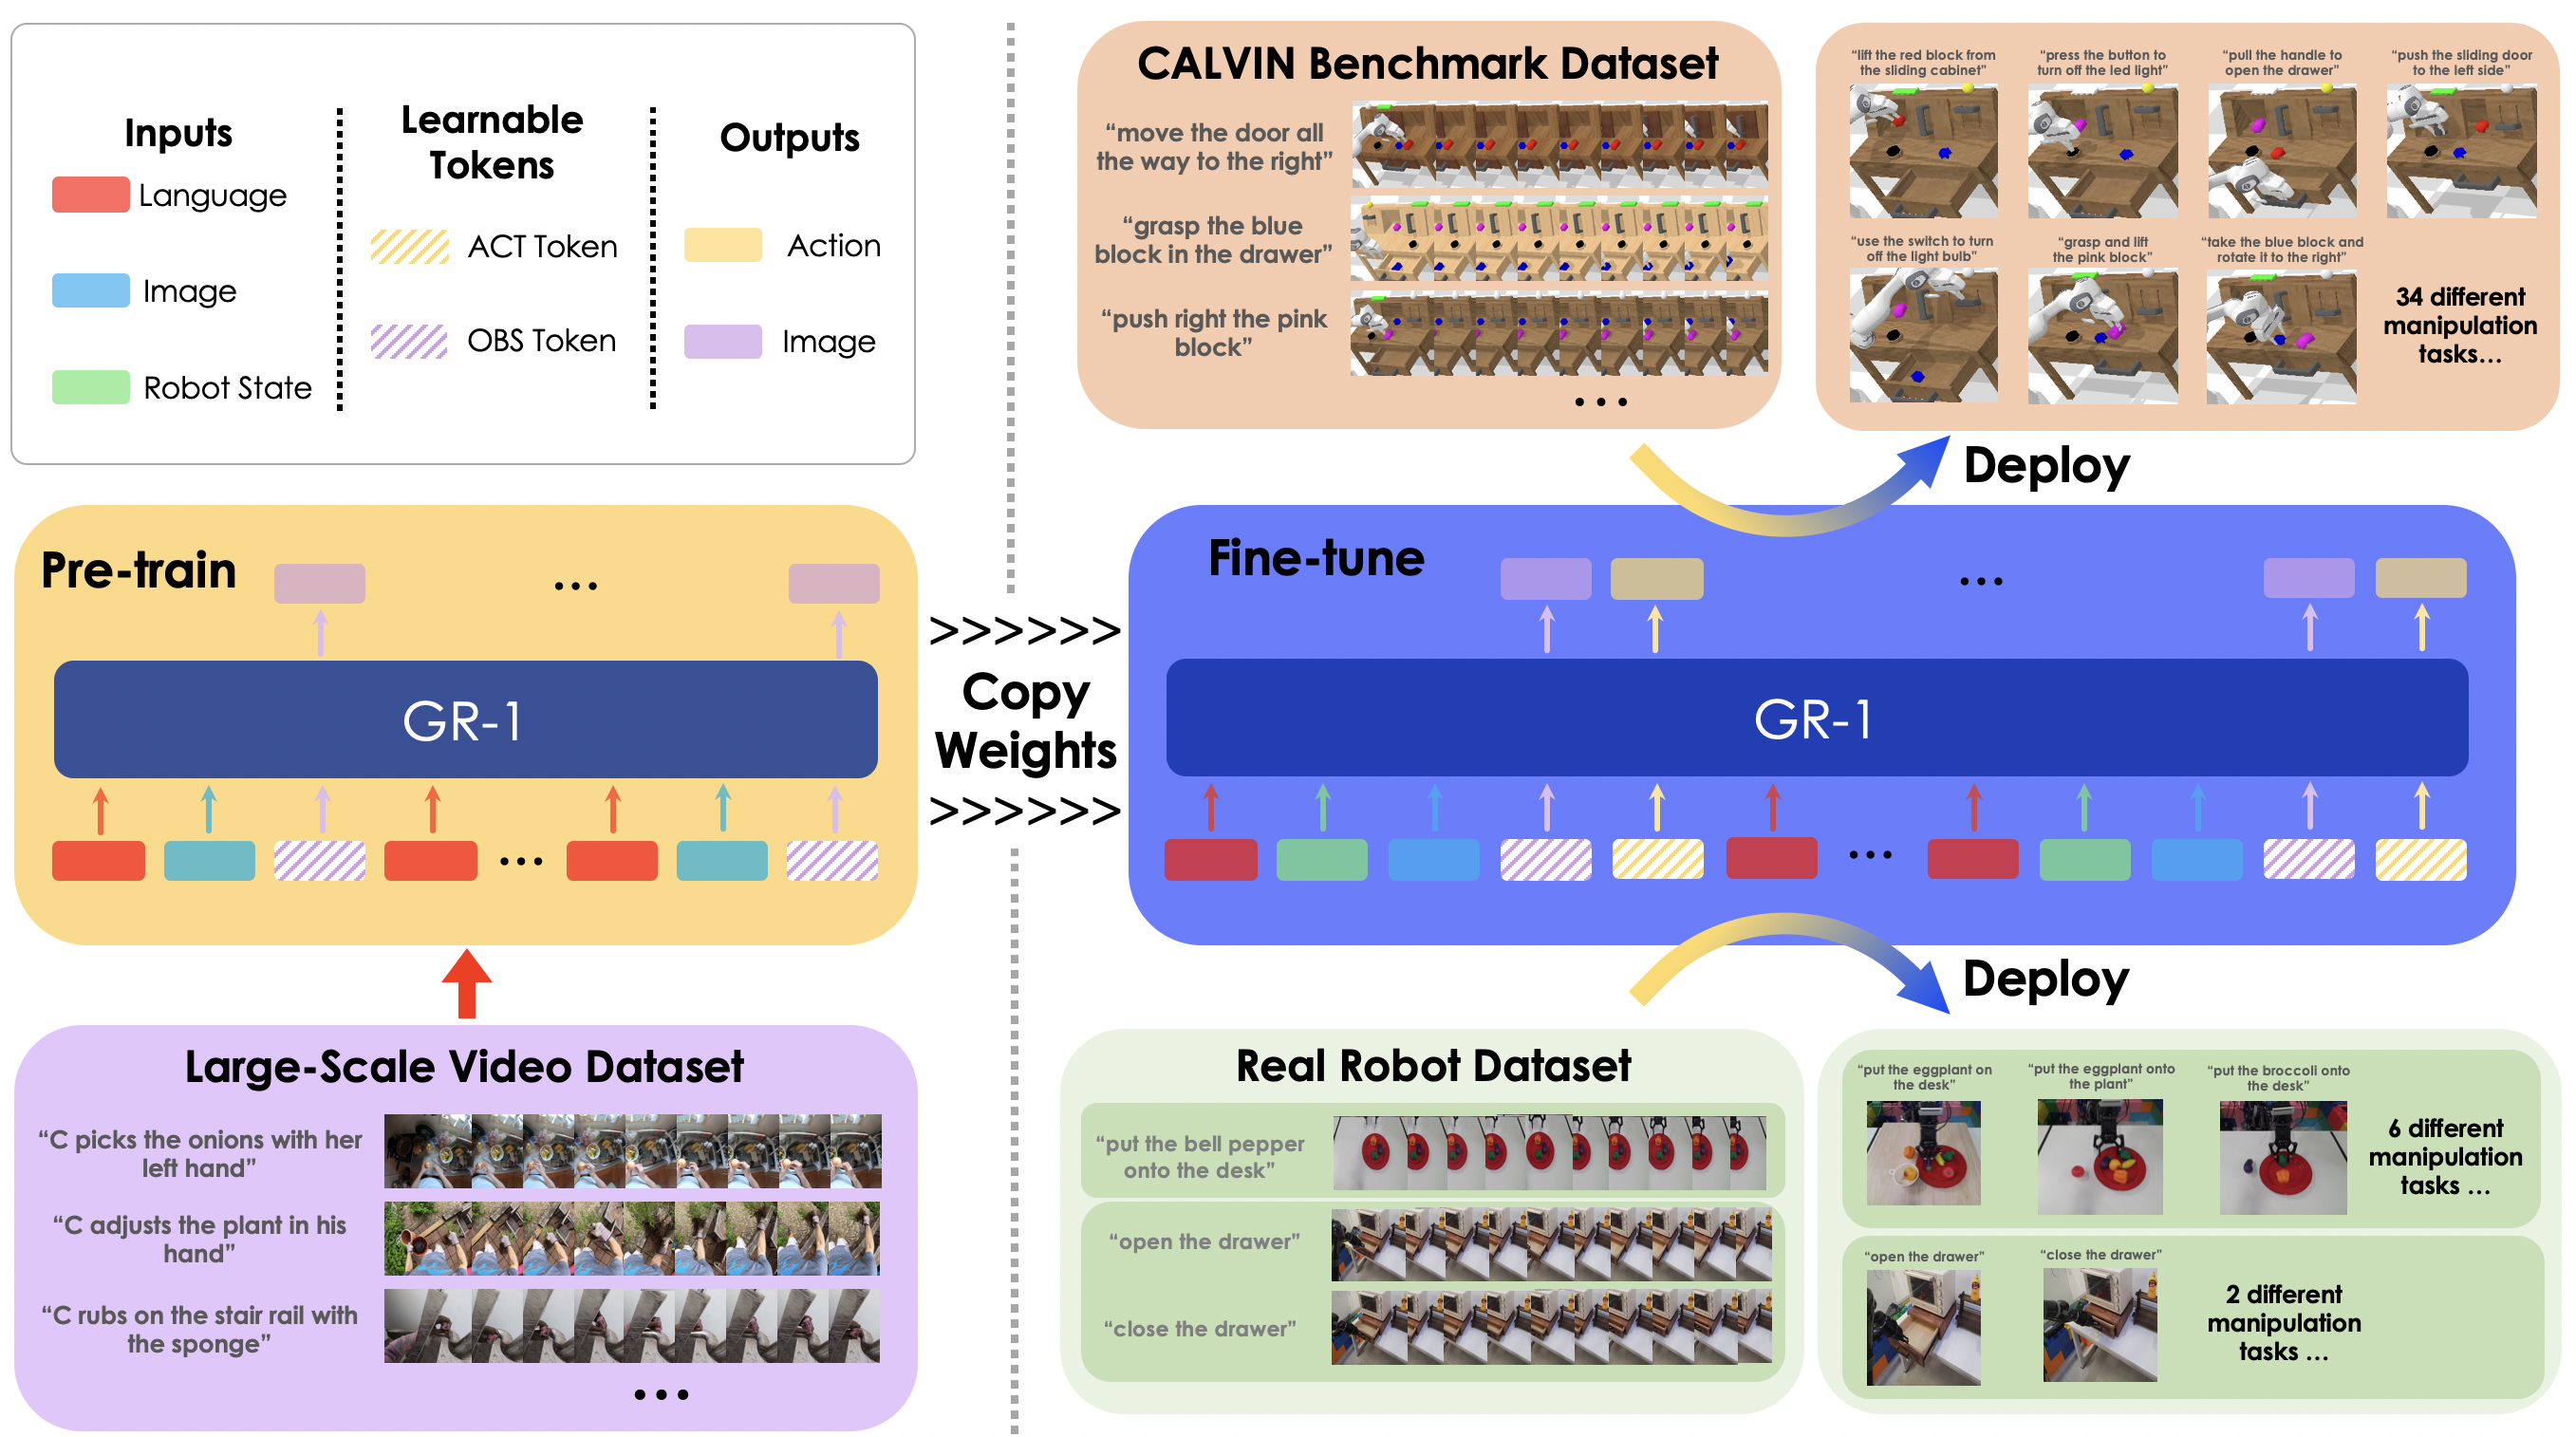 Inputs
Language
Image
Robot State
Learnable
Tokens
ACT Token
OBS Token
Outputs
Action
Image
Pre-train
...
GR-1
...
Large-Scale Video Dataset
“C picks the onions with her
left hand”
“C adjusts the plant in his
hand”
“C rubs on the stair rail with
the sponge”
...
>>>>>>
Copy
Weights
>>>>>>
CALVIN Benchmark Dataset
“move the door all
the way to the right”
“grasp the blue
block in the drawer”
“push right the pink
block”
...
“lift the red block from
the sliding cabinet”
“press the button to
turn off the led light”
“pull the handle to
open the drawer”
“push the sliding door
to the left side”
“use the switch to turn
off the light bulb”
“grasp and lift
the pink block”
“take the blue block and
rotate it to the right”
34 different
manipulation
tasks...
Deploy
Fine-tune
...
GR-1
...
Deploy
Real Robot Dataset
“put the bell pepper
onto the desk”
“open the drawer”
“close the drawer”
“put the eggplant on
the desk”
“put the eggplant onto
the plant”
“put the broccoli onto
the desk”
6 different
manipulation
tasks ...
“open the drawer”
“close the drawer”
2 different
manipulation
tasks ...